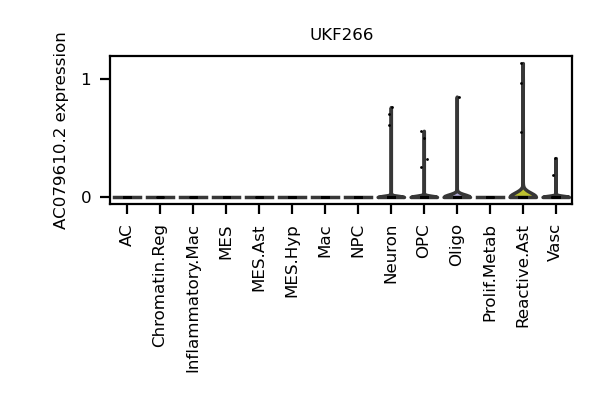 UKF266
AC079610.2 expression
1
0
AC
Chromatin.Reg
Inflammatory.Mac
MES
MES.Ast
MES.Hyp
Mac
NPC
Neuron
OPC
Oligo
Prolif.Metab
Reactive.Ast
Vasc